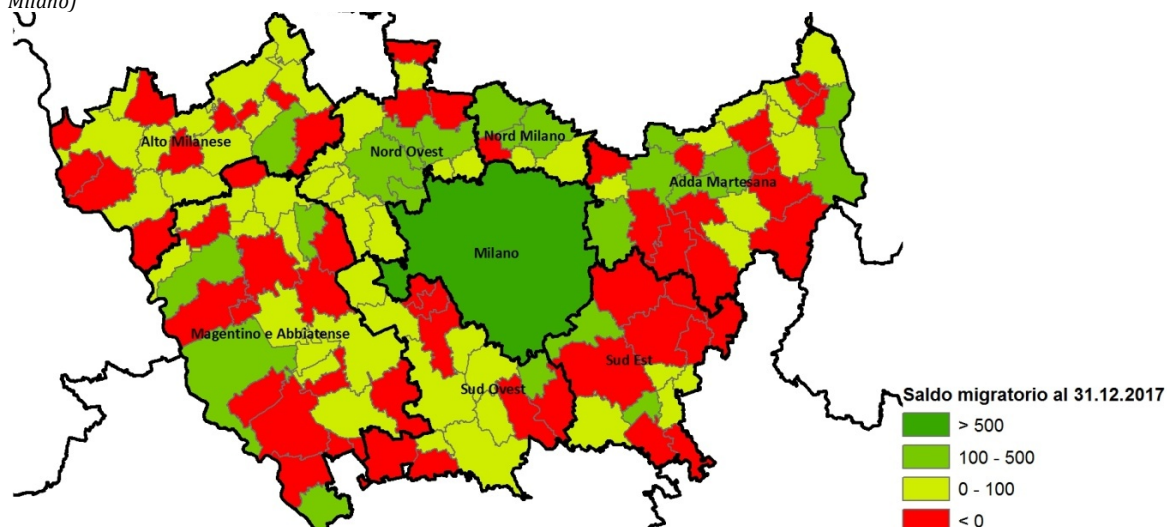 Milano)
Alto Milanese
Nord Ovest
Nord Milano
Adda Martesana
Milano
Magentino e Abbiatense
Sud Ovest
Sud Est
Saldo migratorio al 31.12.2017
> 500
100 - 500
0 - 100
< 0